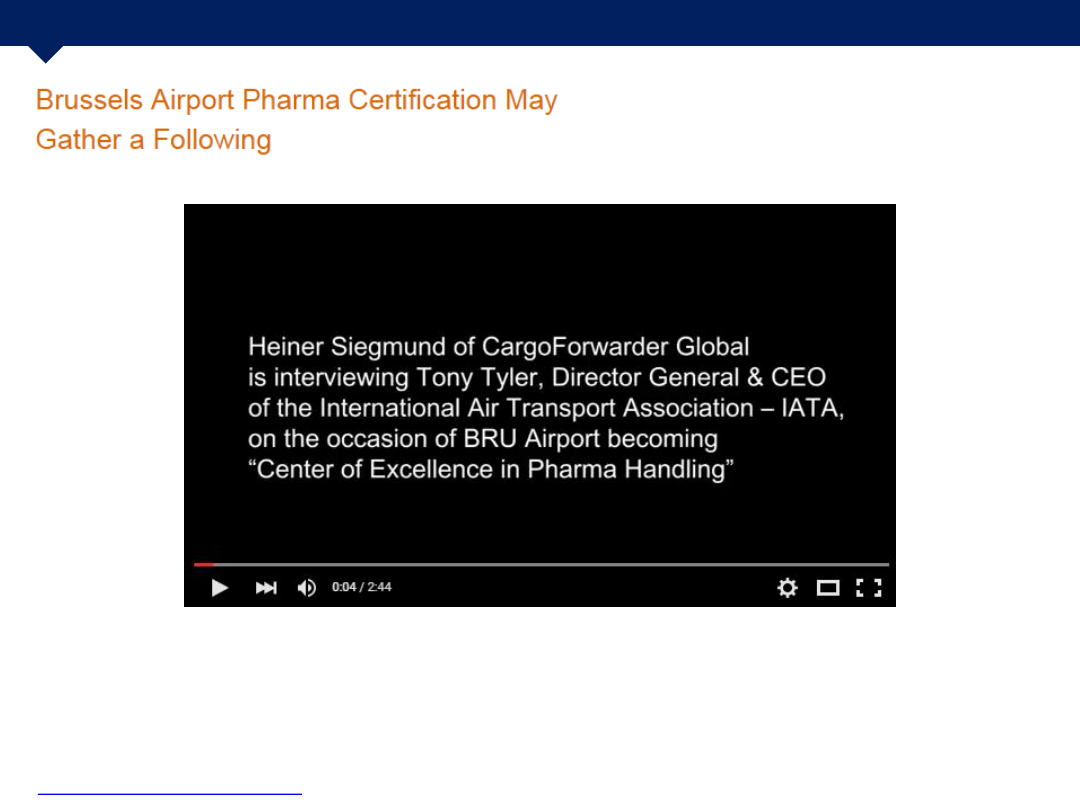 Brussels Airport Pharma Certification May
Gather a Following
Heiner Siegmund of CargoForwarder Global
is interviewing Tony Tyler, Director General & CEO
of the International Air Transport Association – IATA,
on the occasion of BRU Airport becoming
“Center of Excellence in Pharma Handling”
0:04 / 2:44